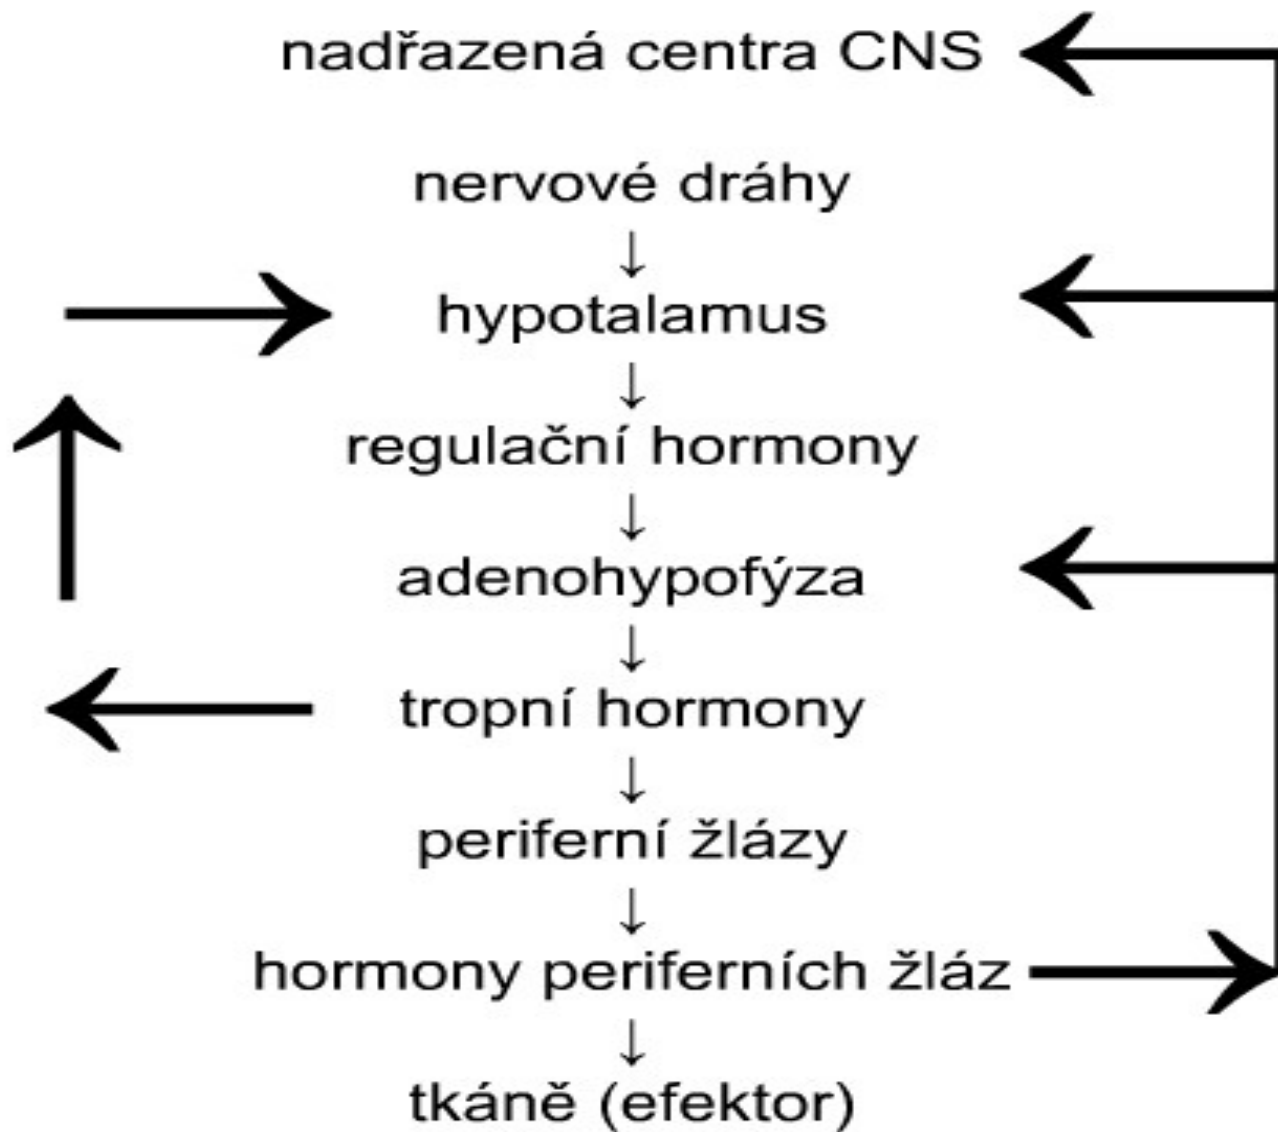 nadřazená centra CNS
nervové dráhy
↓
hypotalamus
↓
regulační hormony
↓
adenohypofýza
↓
tropní hormony
↓
periferní žlázy
↓
hormony periferních žláz
↓
tkáně (efektor)